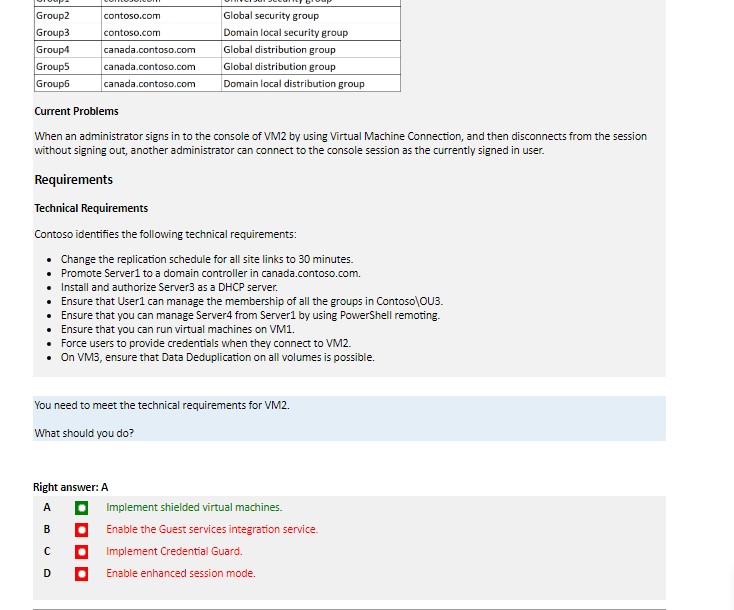 Group2 contoso.com Global security group
Group3 contoso.com Domain local security group
Group4 canada.contoso.com Global distribution group
Group5 canada.contoso.com Global distribution group
Group6 canada.contoso.com Domain local distribution group
Current Problems
When an administrator signs in to the console of VM2 by using Virtual Machine Connection, and then disconnects from the session
without signing out, another administrator can connect to the console session as the currently signed in user.
Requirements
Technical Requirements
Contoso identifies the following technical requirements:
• Change the replication schedule for all site links to 30 minutes.
• Promote Server1 to a domain controller in canada.contoso.com.
• Install and authorize Server3 as a DHCP server.
• Ensure that User1 can manage the membership of all the groups in Contoso\OU3.
• Ensure that you can manage Server4 from Server1 by using PowerShell remoting.
• Ensure that you can run virtual machines on VM1.
• Force users to provide credentials when they connect to VM2.
• On VM3, ensure that Data Deduplication on all volumes is possible.
You need to meet the technical requirements for VM2.
What should you do?
Right answer: A
A Implement shielded virtual machines.
B Enable the Guest services integration service.
C Implement Credential Guard.
D Enable enhanced session mode.